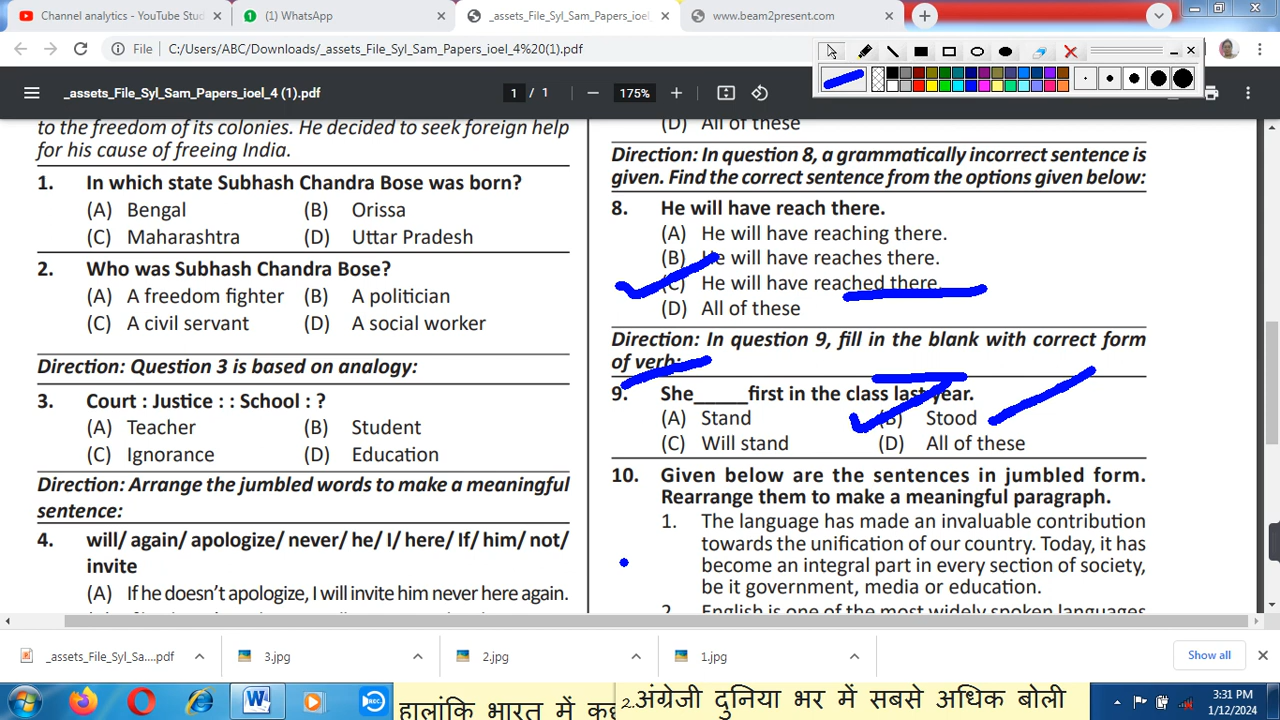 Channel analytics - YouTube Stud
(1) WhatsApp
_assets_File_Syl_Sam_Papers_ioel
www.beam2present.com
File
C:/Users/ABC/Downloads/_assets_File_Syl_Sam_Papers_ioel_4%20(1).pdf
_assets_File_Syl_Sam_Papers_ioel_4 (1).pdf
1 / 1
175%
to the freedom of its colonies. He decided to seek foreign help
for his cause of freeing India.
1. In which state Subhash Chandra Bose was born?
(A) Bengal (B) Orissa
(C) Maharashtra (D) Uttar Pradesh
2. Who was Subhash Chandra Bose?
(A) A freedom fighter (B) A politician
(C) A civil servant (D) A social worker
Direction: Question 3 is based on analogy:
3. Court : Justice : : School : ?
(A) Teacher (B) Student
(C) Ignorance (D) Education
Direction: Arrange the jumbled words to make a meaningful
sentence:
4. will/ again/ apologize/ never/ he/ I/ here/ If/ him/ not/
invite
(A) If he doesn't apologize, I will invite him never here again.
(D) All of these
Direction: In question 8, a grammatically incorrect sentence is
given. Find the correct sentence from the options given below:
8. He will have reach there.
(A) He will have reaching there.
(B) He will have reaches there.
(C) He will have reached there.
(D) All of these
Direction: In question 9, fill in the blank with correct form
of verb:
9. She_____first in the class last year.
(A) Stand (B) Stood
(C) Will stand (D) All of these
10. Given below are the sentences in jumbled form.
Rearrange them to make a meaningful paragraph.
1. The language has made an invaluable contribution
towards the unification of our country. Today, it has
become an integral part in every section of society,
be it government, media or education.
2. English is one of the most widely spoken languages
_assets_File_Syl_Sa....pdf
3.jpg
2.jpg
1.jpg
Show all
REC
हालांकि भारत में
2.अंग्रेजी दुनिया भर में सबसे अधिक बोली
3:31 PM
1/12/2024